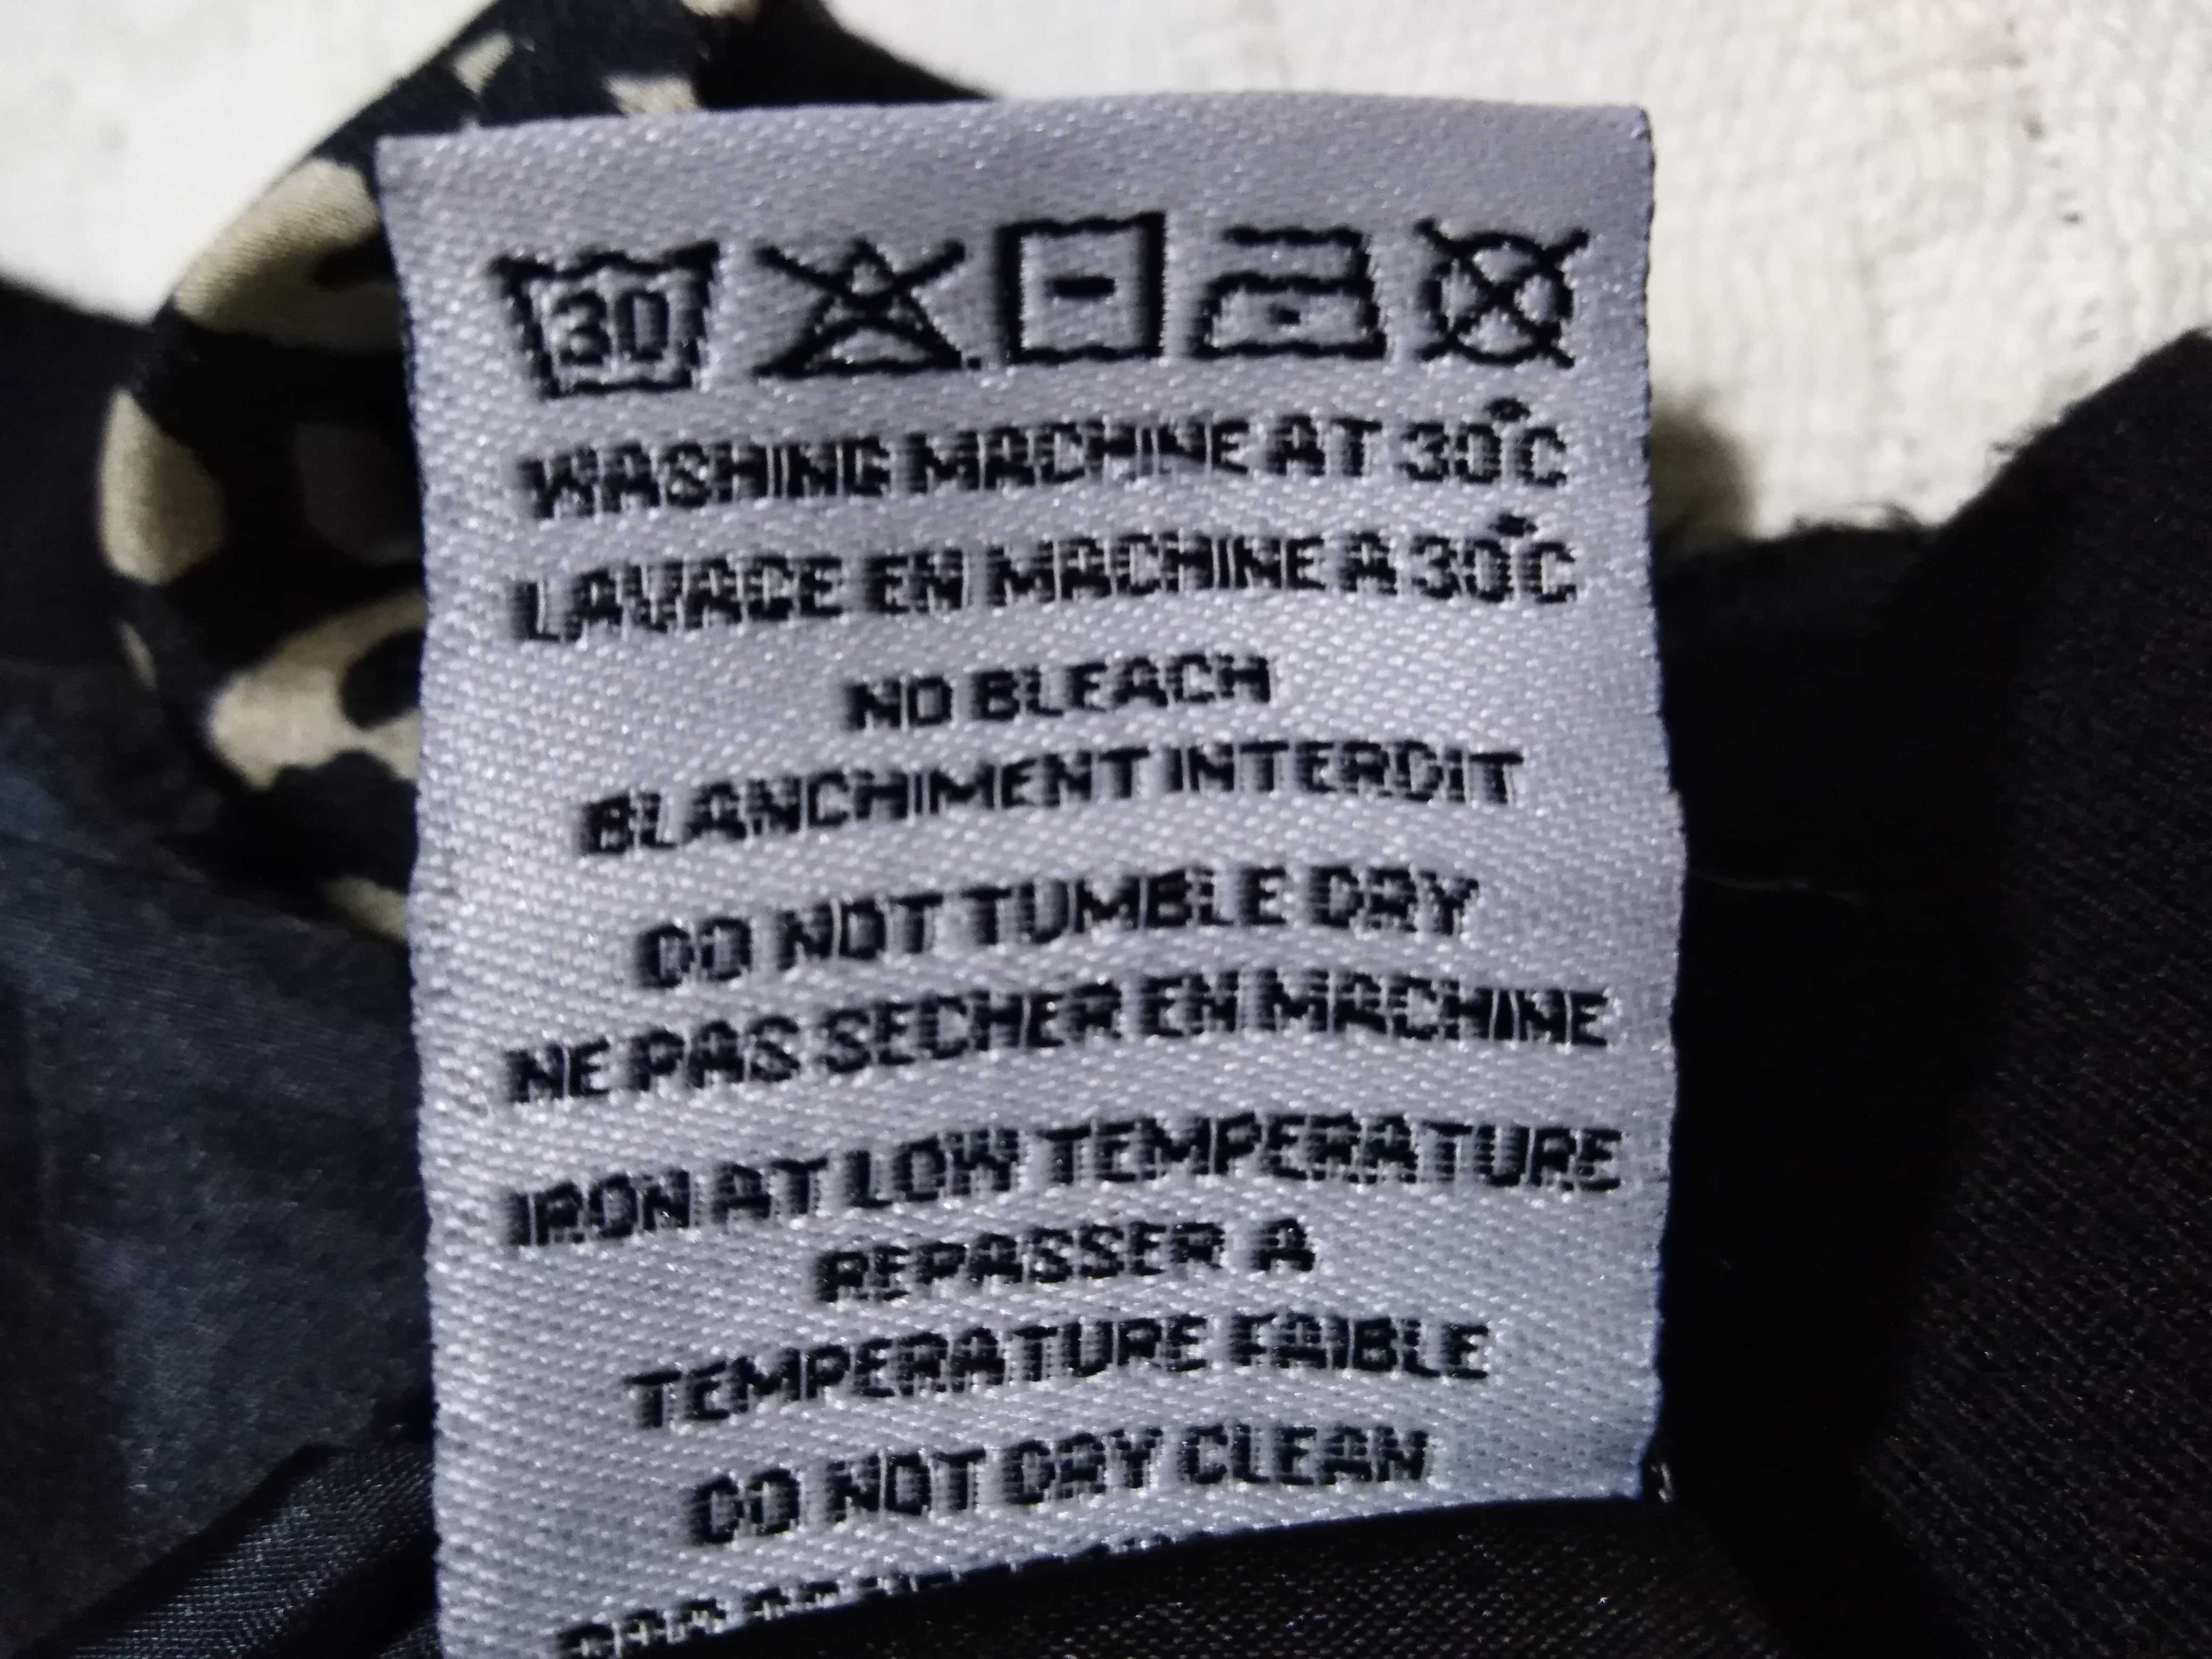 30
WASHING MACHINE AT 30°C
LAVAGE EN MACHINE A 30°C
NO BLEACH
BLANCHIMENT INTERDIT
DO NOT TUMBLE DRY
NE PAS SECHER EN MACHINE
IRON AT LOW TEMPERATURE
REPASSER A
TEMPERATURE FAIBLE
DO NOT DRY CLEAN